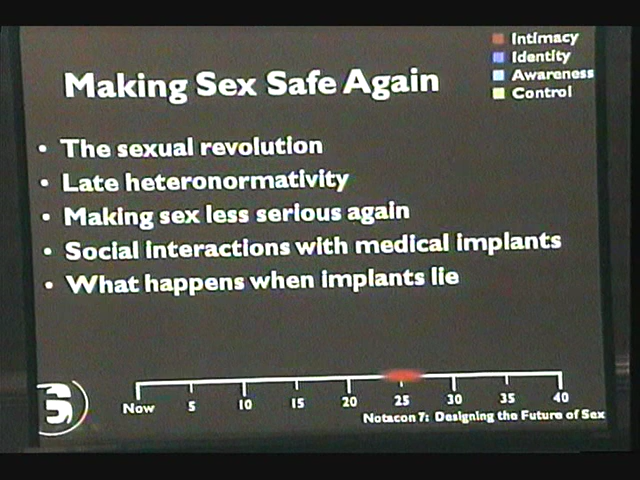 Intimacy
Identity
Awareness
Control
Making Sex Safe Again
• The sexual revolution
• Late heteronormativity
• Making sex less serious again
• Social interactions with medical implants
• What happens when implants lie
Now 5 10 15 20 25 30 35 40
Notacon 7: Designing the Future of Sex